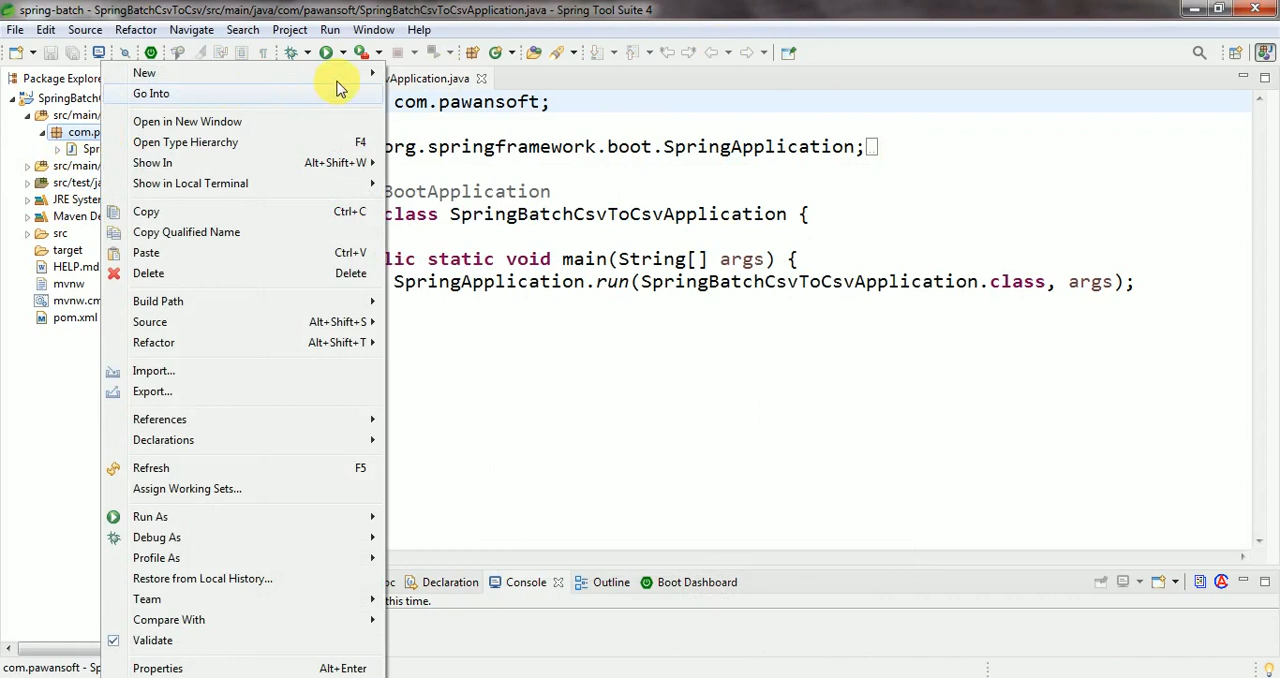 spring-batch - SpringBatchCsvToCsv/src/main/java/com/pawansoft/SpringBatchCsvToCsvApplication.java - Spring Tool Suite 4
File Edit Source Refactor Navigate Search Project Run Window Help
Package Explore
Application.java
SpringBatchC
src/main/
com.p
Spr
src/main/
src/test/ja
JRE System
Maven De
src
target
HELP.md
mvnw
mvnw.cm
pom.xml
New
Go Into
Open in New Window
Open Type Hierarchy F4
Show In Alt+Shift+W
Show in Local Terminal
Copy Ctrl+C
Copy Qualified Name
Paste Ctrl+V
Delete Delete
Build Path
Source Alt+Shift+S
Refactor Alt+Shift+T
Import...
Export...
References
Declarations
Refresh F5
Assign Working Sets...
Run As
Debug As
Profile As
Restore from Local History...
Team
Compare With
Validate
Properties Alt+Enter
com.pawansoft;
org.springframework.boot.SpringApplication;
BootApplication
class SpringBatchCsvToCsvApplication {
lic static void main(String[] args) {
SpringApplication.run(SpringBatchCsvToCsvApplication.class, args);
oc Declaration Console Outline Boot Dashboard
this time.
com.pawansoft - Sp